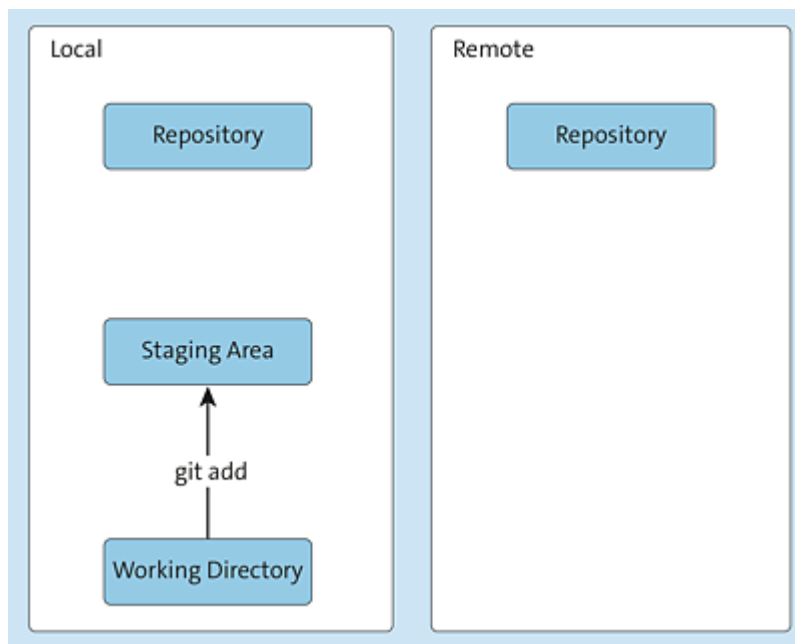 Local
Repository
Staging Area
git add
Working Directory
Remote
Repository